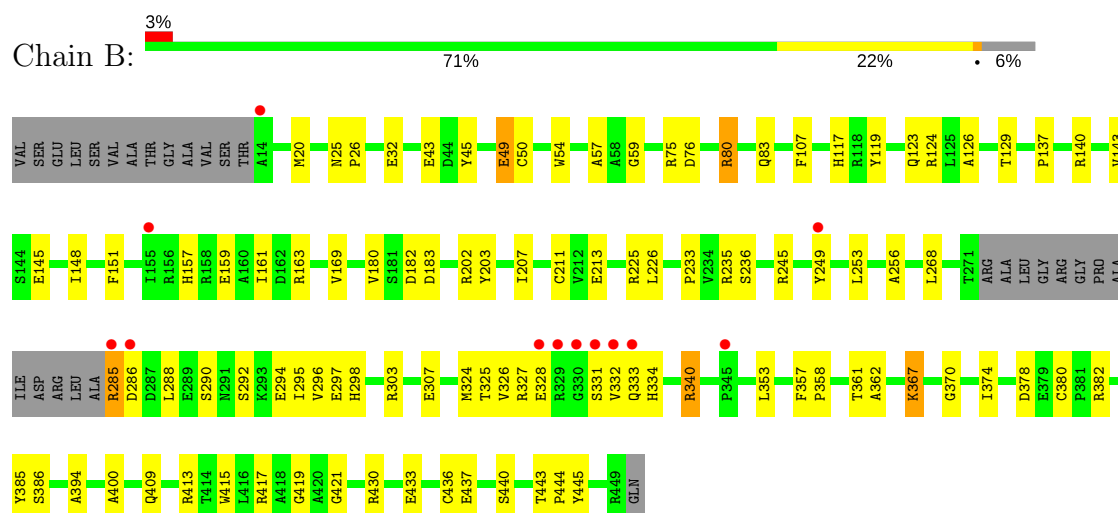 3%
Chain B:
71% 22% • 6%
VAL SER GLU LEU SER VAL ALA THR GLY ALA VAL SER THR A14 M20 N25 P26 E32 E43 D44 Y45 E49 C50 W54 A57 A58 G59 R75 D76 R80 Q83 F107 H117 R118 Y119 Q123 R124 L125 A126 T129 P137 R140 V143
S144 E145 I148 F151 I155 R156 H157 R158 E159 A160 I161 D162 R163 V169 V180 S181 D182 D183 R202 Y203 I207 C211 V212 E213 R225 L226 P233 V234 R235 S236 R245 Y249 L253 A256 L268 T271 ARG ALA LEU GLY ARG GLY PRO ALA
ILE ASP ARG LEU ALA R285 D286 D287 L288 E289 S290 N291 S292 K293 E294 I295 V296 E297 H298 R303 E307 M324 T325 V326 R327 E328 R329 G330 S331 V332 Q333 H334 R340 P345 L353 F357 P358 T361 A362 K367 G370 I374 D378 E379 C380 P381 R382
Y385 S386 A394 A400 Q409 R413 T414 W415 L416 R417 A418 G419 A420 G421 R430 E433 C436 E437 S440 T443 P444 Y445 R449 GLN